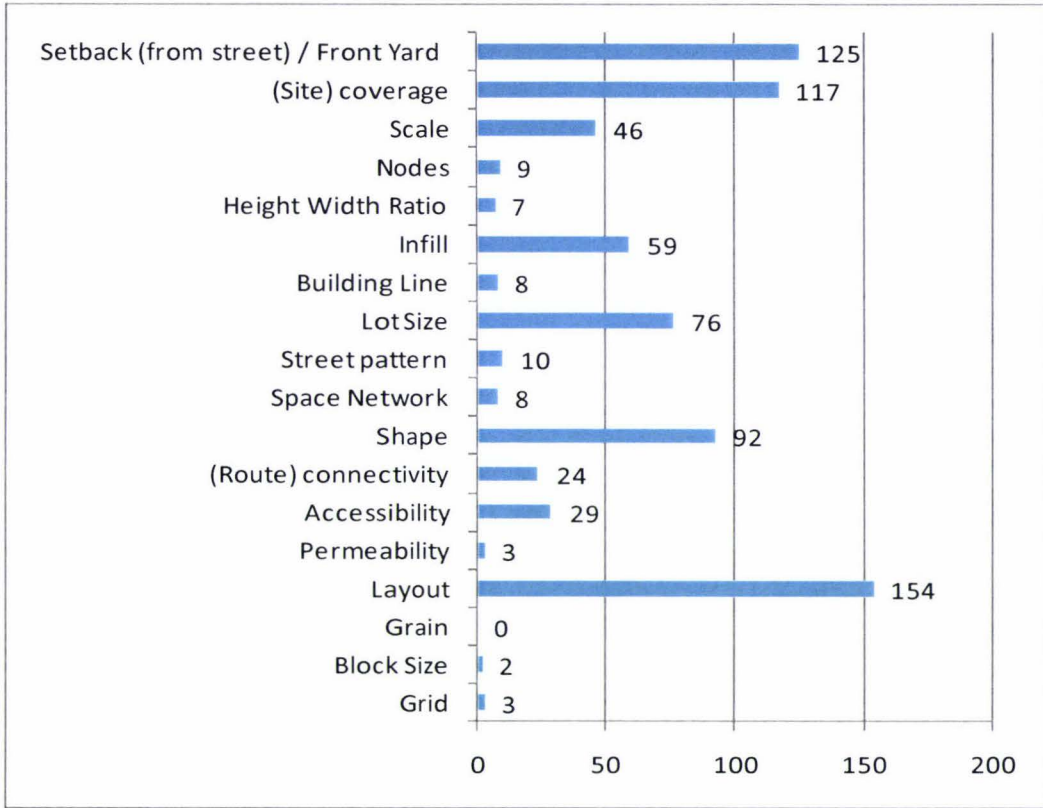 Setback (from street) / Front Yard 125
(Site) coverage 117
Scale 46
Nodes 9
Height Width Ratio 7
Infill 59
Building Line 8
Lot Size 76
Street pattern 10
Space Network 8
Shape 92
(Route) connectivity 24
Accessibility 29
Permeability 3
Layout 154
Grain 0
Block Size 2
Grid 3
0 50 100 150 200